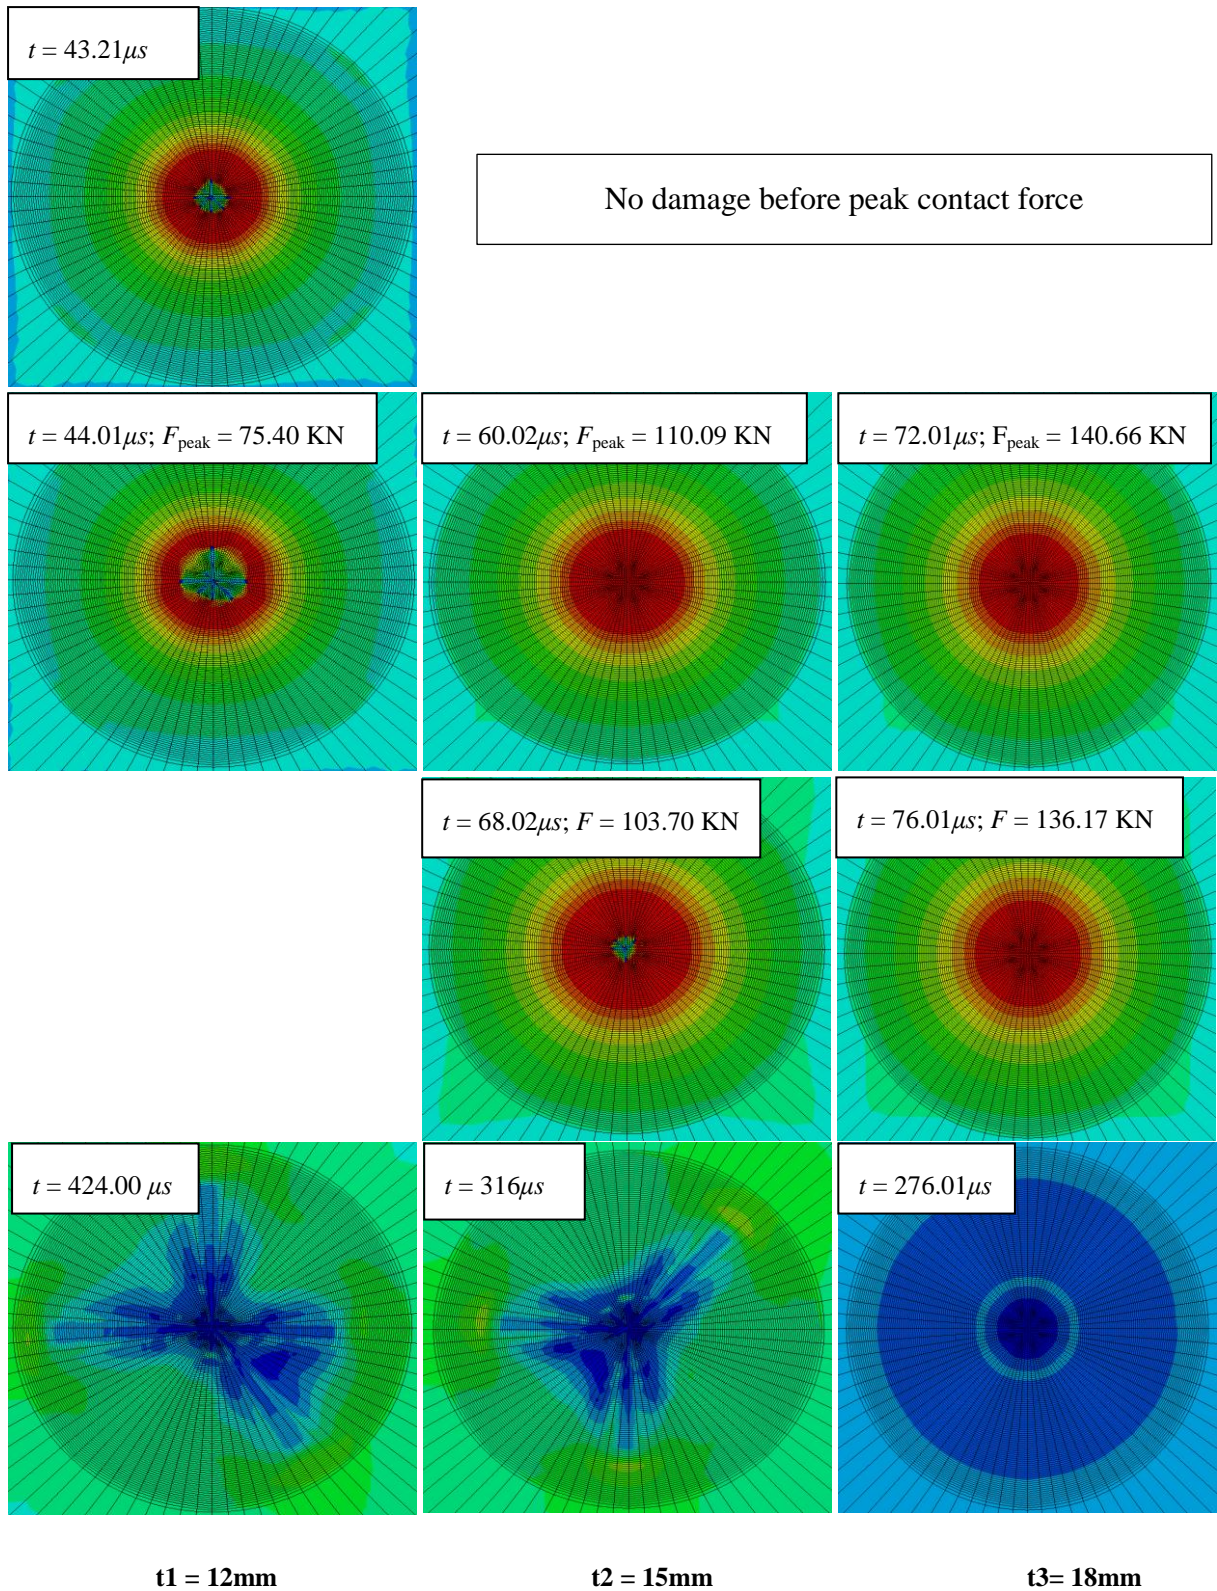 t = 43.21μs
No damage before peak contact force
t = 44.01μs; Fpeak = 75.40 KN
t = 60.02μs; Fpeak = 110.09 KN
t = 72.01μs; Fpeak = 140.66 KN
t = 68.02μs; F = 103.70 KN
t = 76.01μs; F = 136.17 KN
t = 424.00 μs
t = 316μs
t = 276.01μs
t1 = 12mm
t2 = 15mm
t3= 18mm